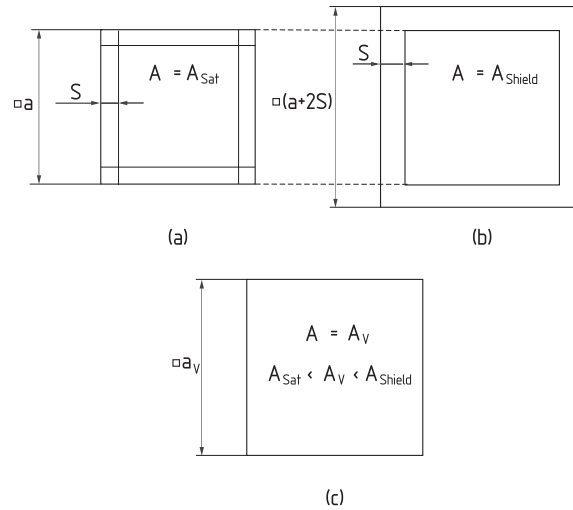 A = A_Sat
S
□a
(a)
S
A = A_Shield
□(a+2S)
(b)
A = A_V
□a_V
A_Sat < A_V < A_Shield
(c)